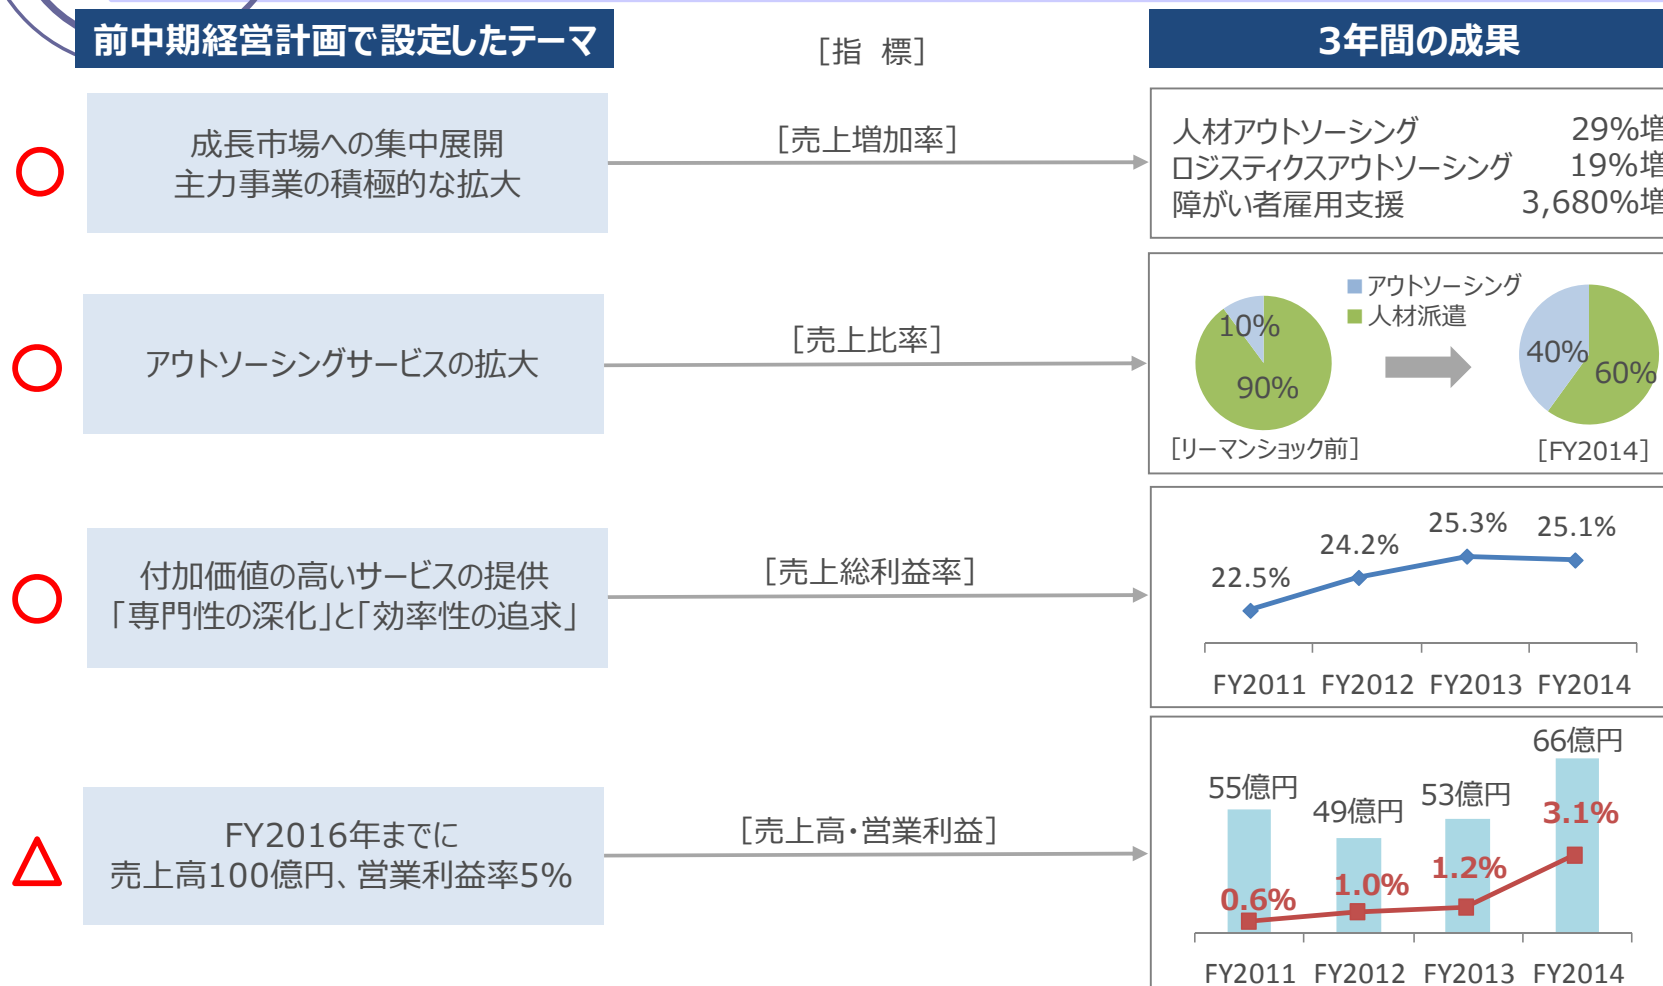 前中期経営計画で設定したテーマ
［指 標］
3年間の成果
成長市場への集中展開
主力事業の積極的な拡大
［売上増加率］
人材アウトソーシング 29%増
ロジスティクスアウトソーシング 19%増
障がい者雇用支援 3,680%増
アウトソーシングサービスの拡大
［売上比率］
アウトソーシング
人材派遣
10%
90%
［リーマンショック前］
40%
60%
［FY2014］
付加価値の高いサービスの提供
「専門性の深化」と「効率性の追求」
［売上総利益率］
22.5%
24.2%
25.3%
25.1%
FY2011 FY2012 FY2013 FY2014
FY2016年までに
売上高100億円、営業利益率5%
［売上高・営業利益］
55億円
49億円
53億円
66億円
0.6%
1.0%
1.2%
3.1%
FY2011 FY2012 FY2013 FY2014